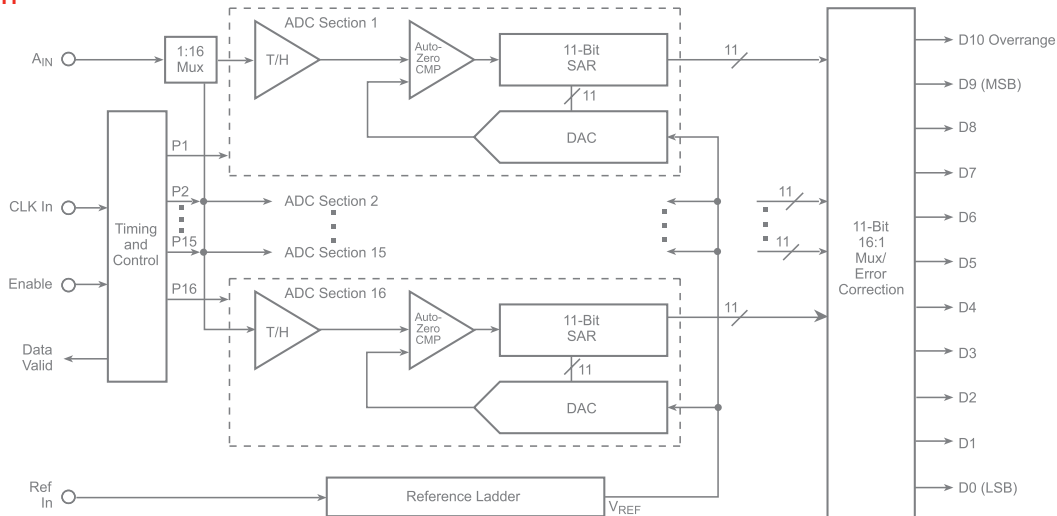 ADC Section 1
A_IN
1:16
Mux
T/H
Auto-
Zero
CMP
11-Bit
SAR
11
11
DAC
P1
P2
P15
P16
CLK In
Enable
Data
Valid
Timing
and
Control
ADC Section 2
ADC Section 15
11
11
ADC Section 16
T/H
Auto-
Zero
CMP
11-Bit
SAR
11
11
DAC
Ref
In
Reference Ladder
V_REF
11-Bit
16:1
Mux/
Error
Correction
D10 Overrange
D9 (MSB)
D8
D7
D6
D5
D4
D3
D2
D1
D0 (LSB)